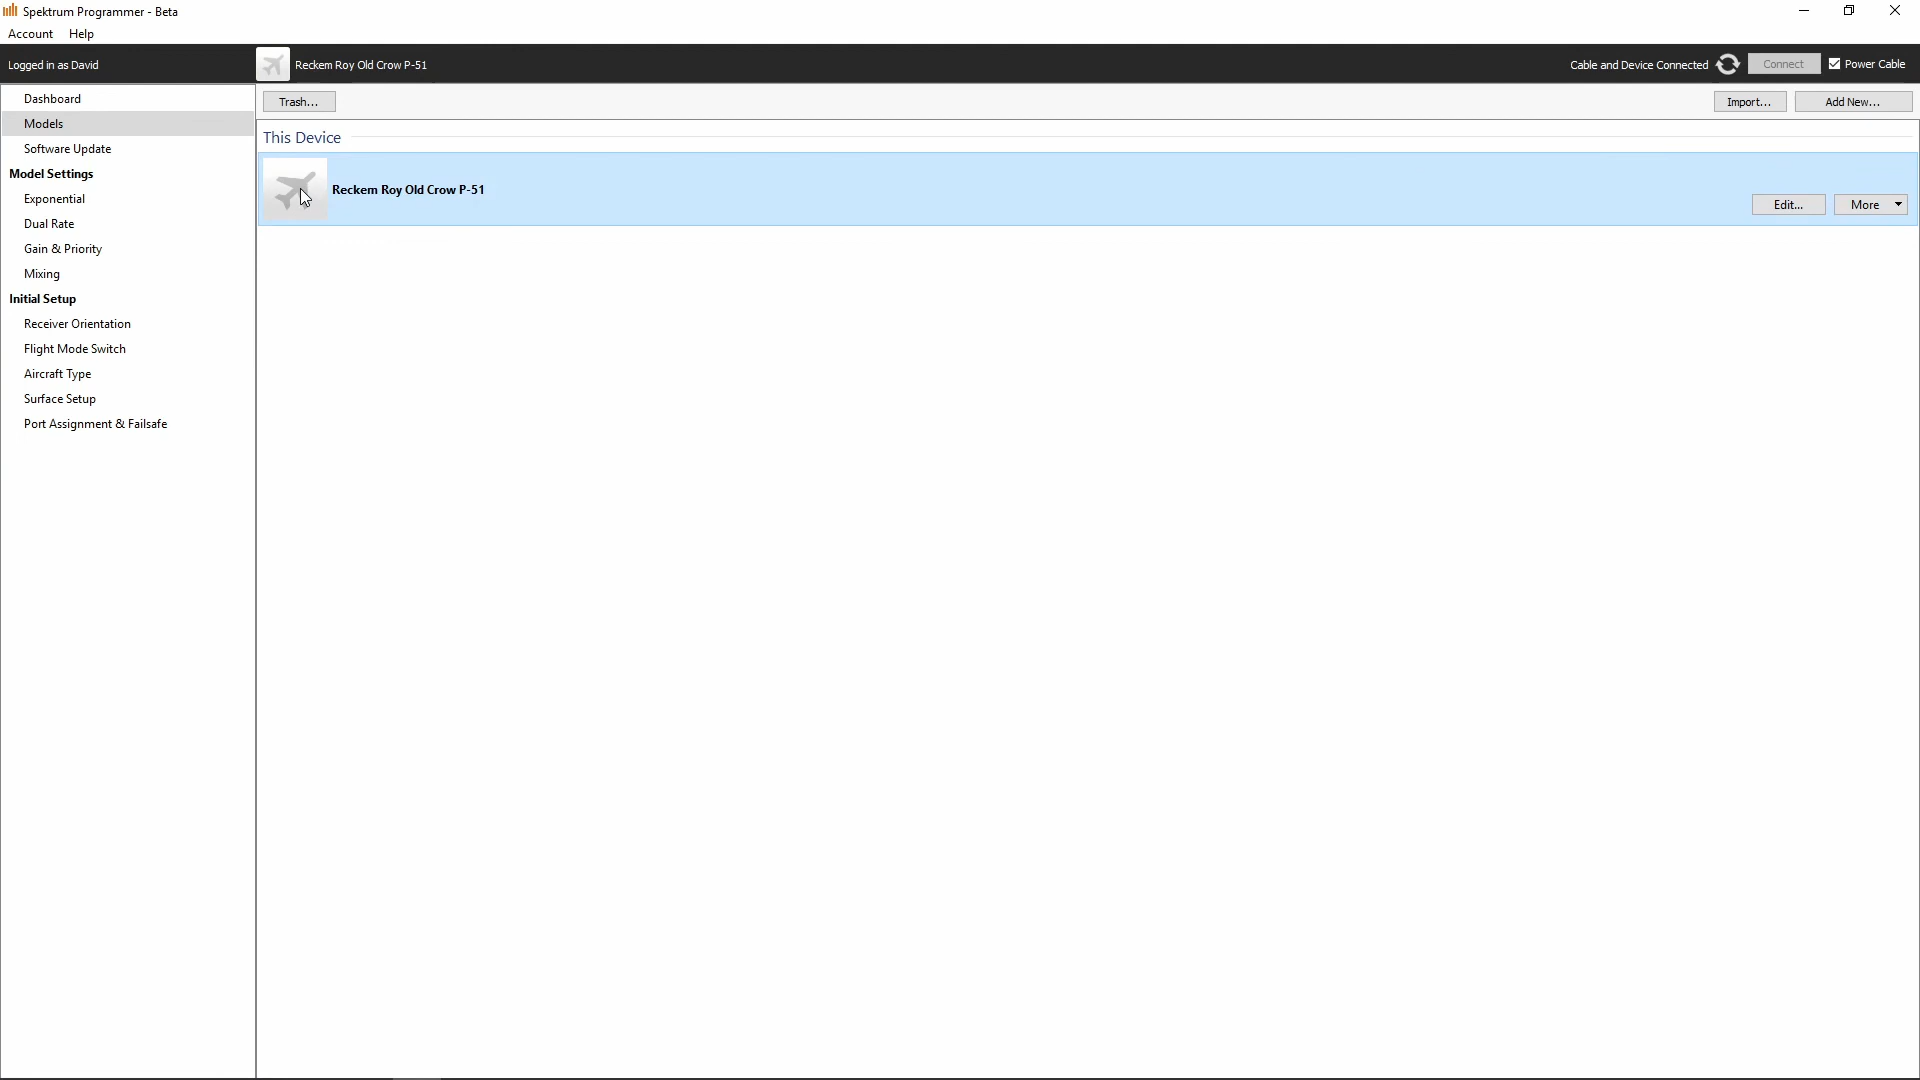 Spektrum Programmer - Beta
Account Help
Logged in as David
Reckem Roy Old Crow P-51
Cable and Device Connected
Connect
Power Cable
Dashboard
Models
Software Update
Model Settings
Exponential
Dual Rate
Gain & Priority
Mixing
Initial Setup
Receiver Orientation
Flight Mode Switch
Aircraft Type
Surface Setup
Port Assignment & Failsafe
Trash...
Import...
Add New...
This Device
Reckem Roy Old Crow P-51
Edit...
More